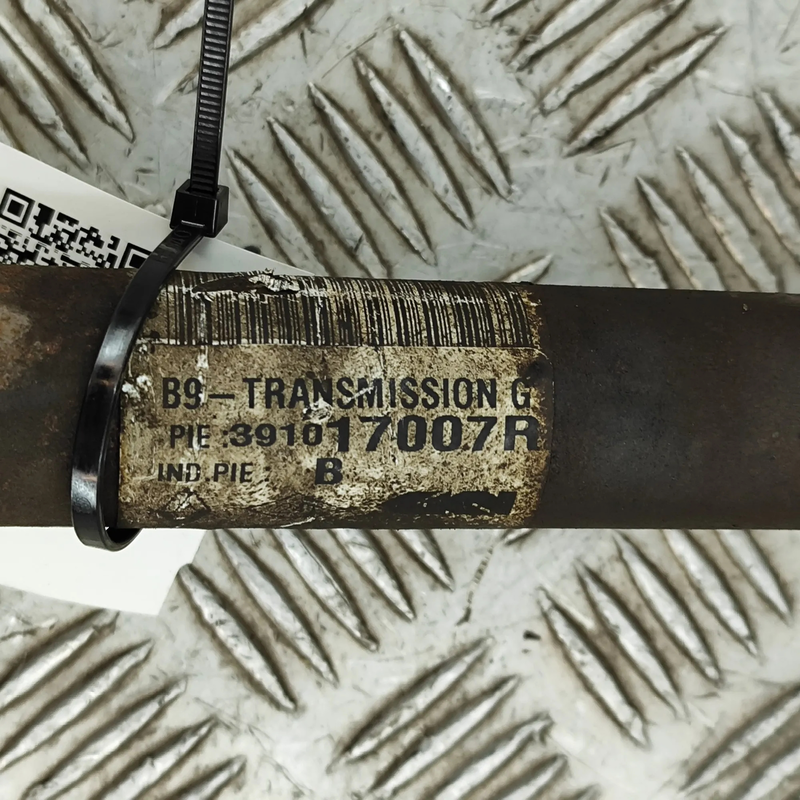 B9-TRANSMISSION G
PIE :391017007R
IND PIE : B